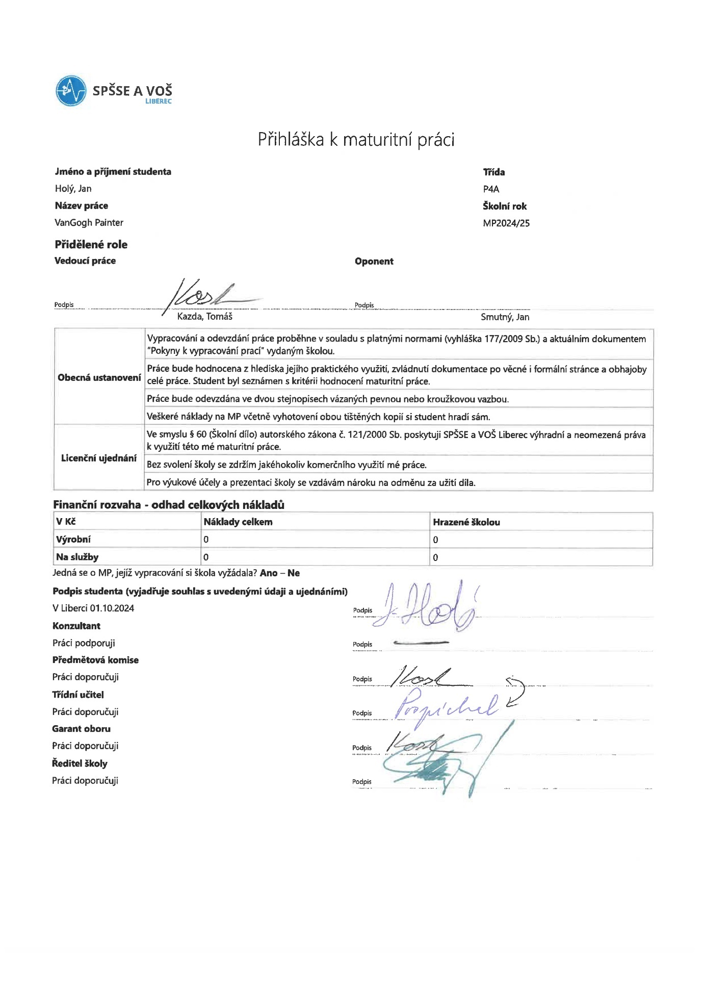 SPŠSE A VOŠ
LIBEREC
Přihláška k maturitní práci
Jméno a příjmení studenta
Třída
Holý, Jan
P4A
Název práce
Školní rok
VanGogh Painter
MP2024/25
Přidělené role
Vedoucí práce
Oponent
Podpis
Podpis
Kazda, Tomáš
Smutný, Jan
Obecná ustanovení
Vypracování a odevzdání práce proběhne v souladu s platnými normami (vyhláška 177/2009 Sb.) a aktuálním dokumentem
"Pokyny k vypracování prací" vydaným školou.
Práce bude hodnocena z hlediska jejího praktického využití, zvládnutí dokumentace po věcné i formální stránce a obhajoby
celé práce. Student byl seznámen s kritérii hodnocení maturitní práce.
Práce bude odevzdána ve dvou stejnopisech vázaných pevnou nebo kroužkovou vazbou.
Veškeré náklady na MP včetně vyhotovení obou tištěných kopií si student hradí sám.
Licenční ujednání
Ve smyslu § 60 (Školní dílo) autorského zákona č. 121/2000 Sb. poskytuji SPŠSE a VOŠ Liberec výhradní a neomezená práva
k využití této mé maturitní práce.
Bez svolení školy se zdržím jakéhokoliv komerčního využití mé práce.
Pro výukové účely a prezentaci školy se vzdávám nároku na odměnu za užití díla.
Finanční rozvaha - odhad celkových nákladů
V Kč Náklady celkem Hrazené školou
Výrobní 0 0
Na služby 0 0
Jedná se o MP, jejíž vypracování si škola vyžádala? Ano – Ne
Podpis studenta (vyjadřuje souhlas s uvedenými údaji a ujednáními)
V Liberci 01.10.2024
Podpis J. Holý
Konzultant
Práci podporuji
Podpis
Předmětová komise
Práci doporučuji
Podpis
Třídní učitel
Práci doporučuji
Podpis Pospíchal
Garant oboru
Práci doporučuji
Podpis
Ředitel školy
Práci doporučuji
Podpis